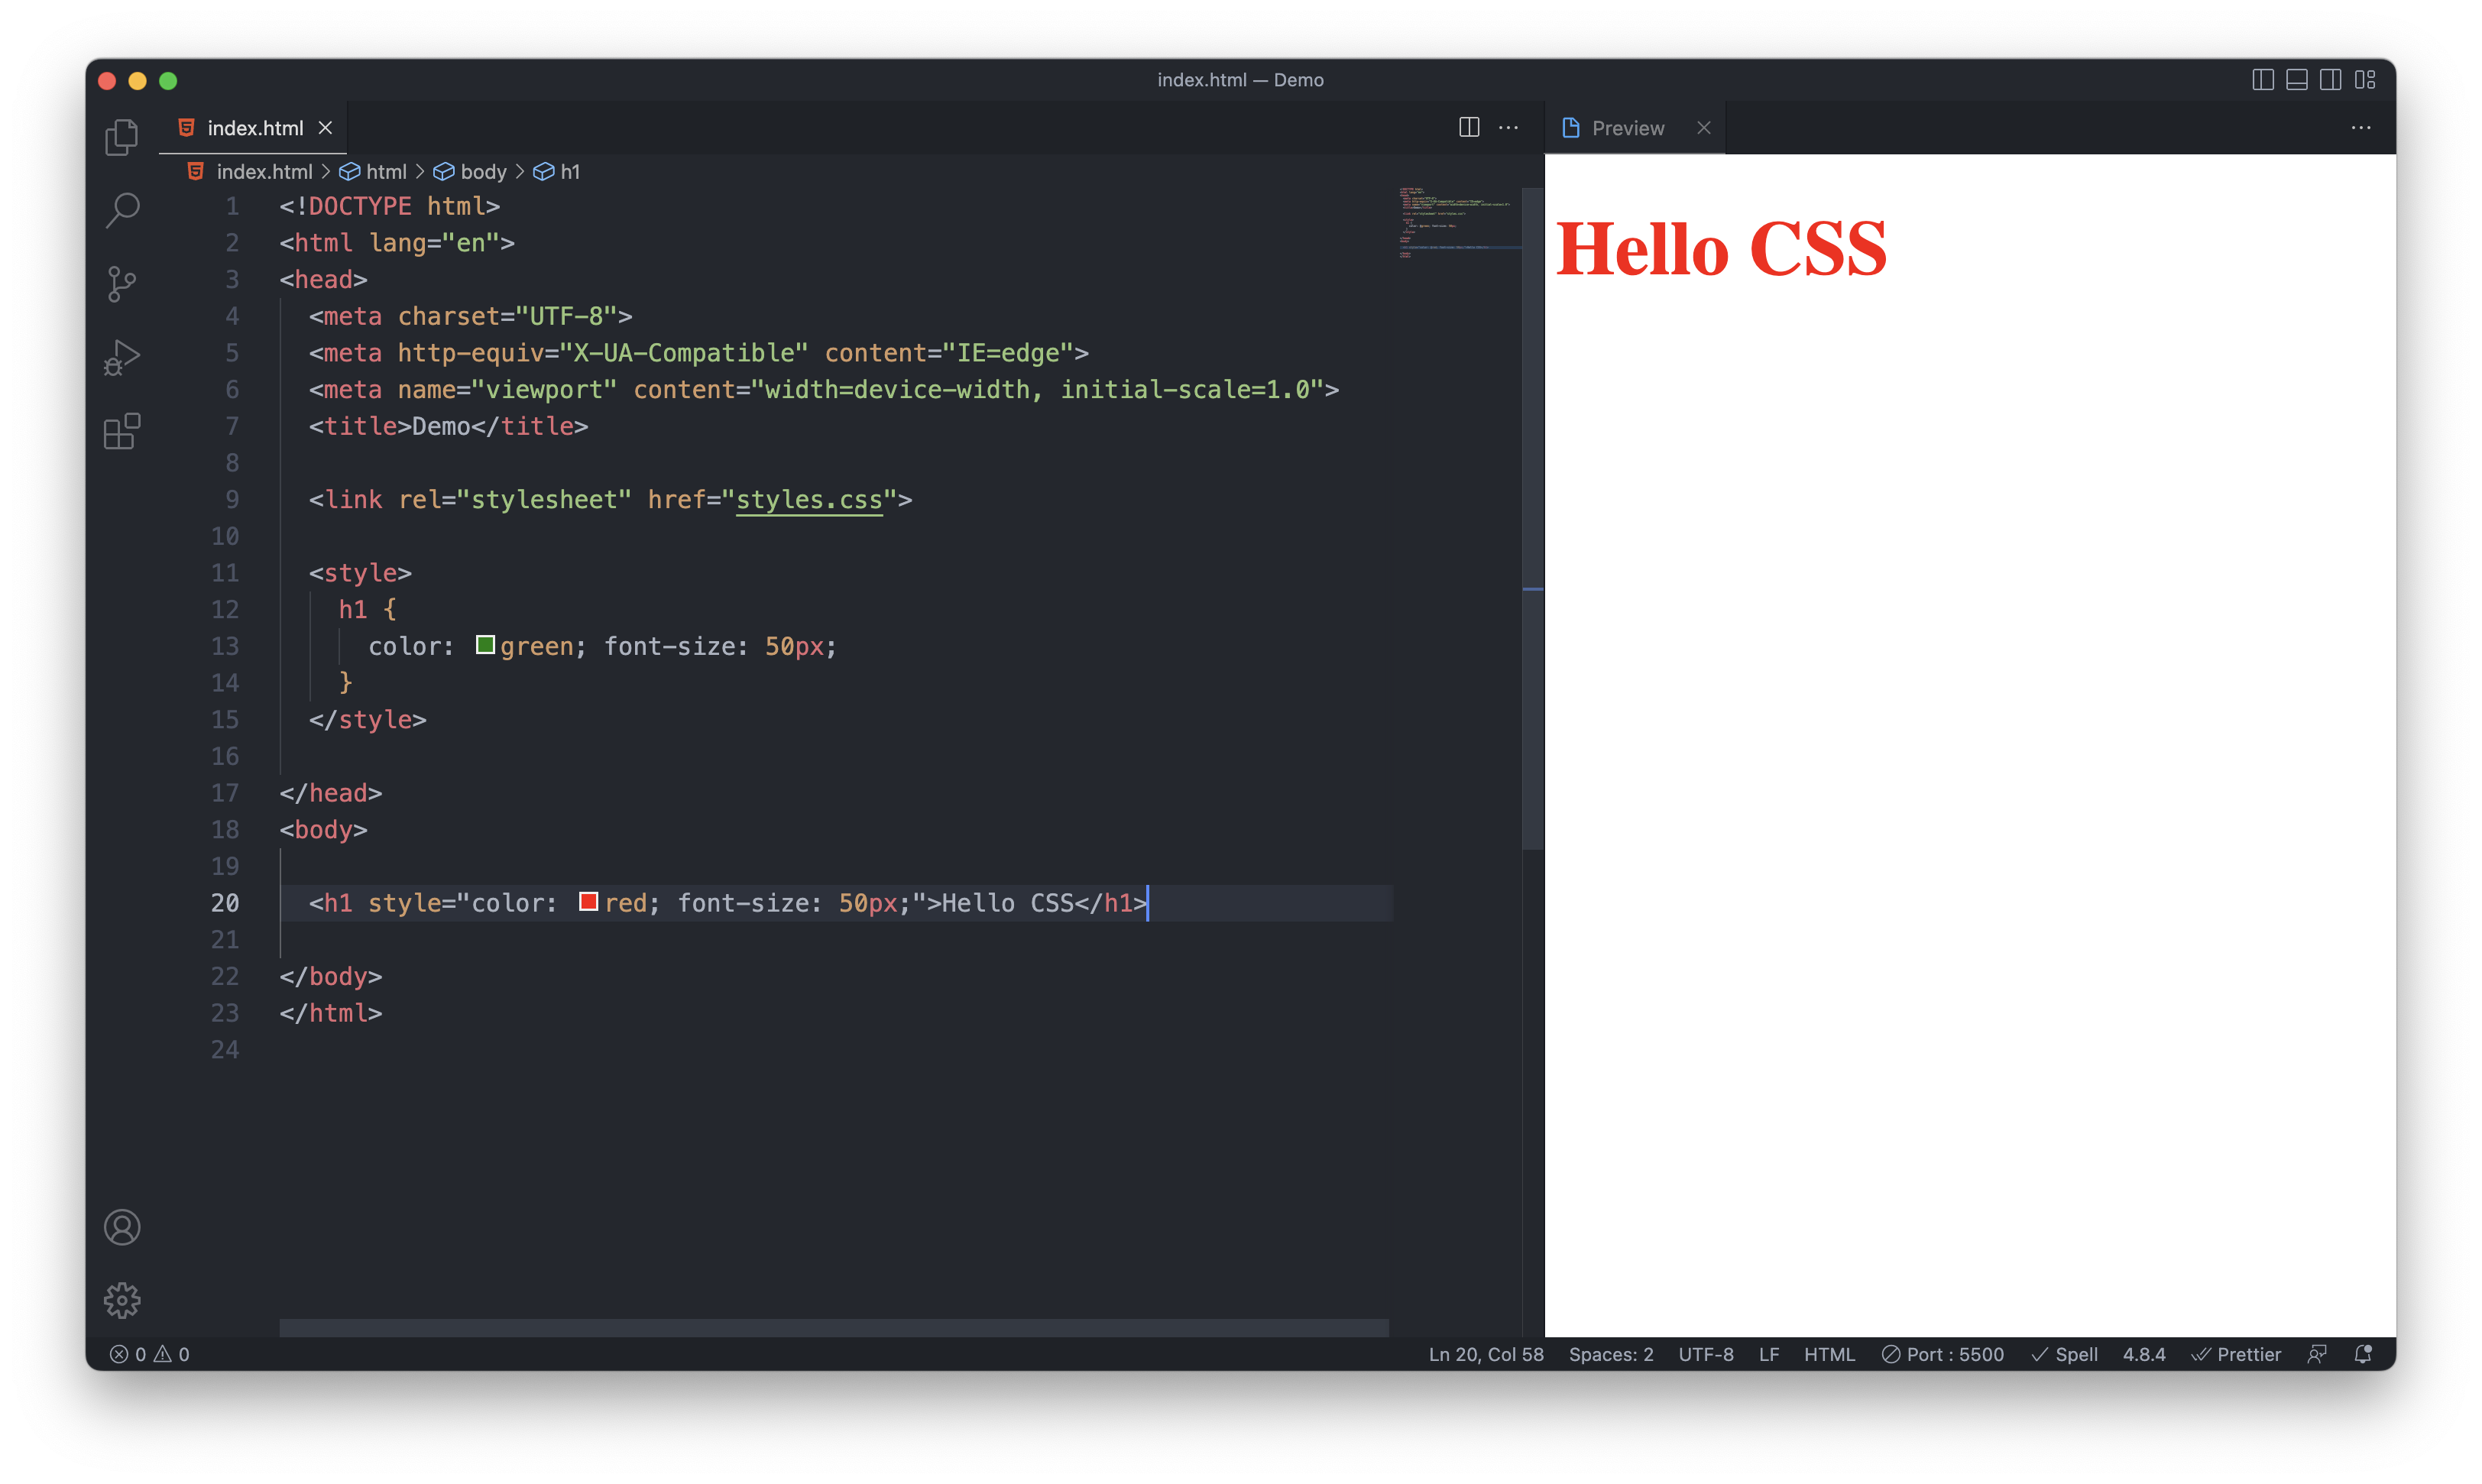 index.html — Demo
index.html
Preview
index.html > html > body > h1
1 <!DOCTYPE html>
2 <html lang="en">
3 <head>
4 <meta charset="UTF-8">
5 <meta http-equiv="X-UA-Compatible" content="IE=edge">
6 <meta name="viewport" content="width=device-width, initial-scale=1.0">
7 <title>Demo</title>
8
9 <link rel="stylesheet" href="styles.css">
10
11 <style>
12 h1 {
13 color: green; font-size: 50px;
14 }
15 </style>
16
17 </head>
18 <body>
19
20 <h1 style="color: red; font-size: 50px;">Hello CSS</h1>
21
22 </body>
23 </html>
24
Hello CSS
0 0
Ln 20, Col 58 Spaces: 2 UTF-8 LF HTML Port : 5500 Spell 4.8.4 Prettier